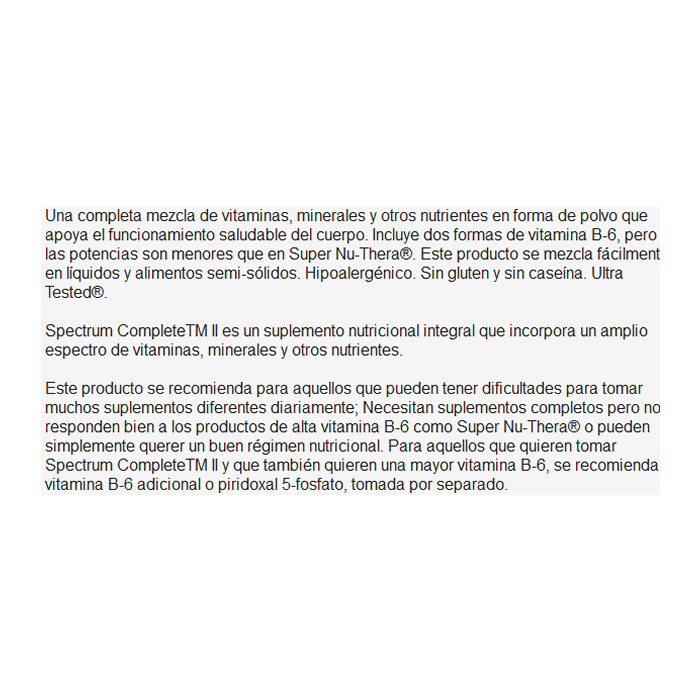 Una completa mezcla de vitaminas, minerales y otros nutrientes en forma de polvo que
apoya el funcionamiento saludable del cuerpo. Incluye dos formas de vitamina B-6, pero
las potencias son menores que en Super Nu-Thera®. Este producto se mezcla fácilment
en líquidos y alimentos semi-sólidos. Hipoalergénico. Sin gluten y sin caseína. Ultra
Tested®.
Spectrum CompleteTM II es un suplemento nutricional integral que incorpora un amplio
espectro de vitaminas, minerales y otros nutrientes.
Este producto se recomienda para aquellos que pueden tener dificultades para tomar
muchos suplementos diferentes diariamente; Necesitan suplementos completos pero no
responden bien a los productos de alta vitamina B-6 como Super Nu-Thera® o pueden
simplemente querer un buen régimen nutricional. Para aquellos que quieren tomar
Spectrum CompleteTM II y que también quieren una mayor vitamina B-6, se recomienda
vitamina B-6 adicional o piridoxal 5-fosfato, tomada por separado.